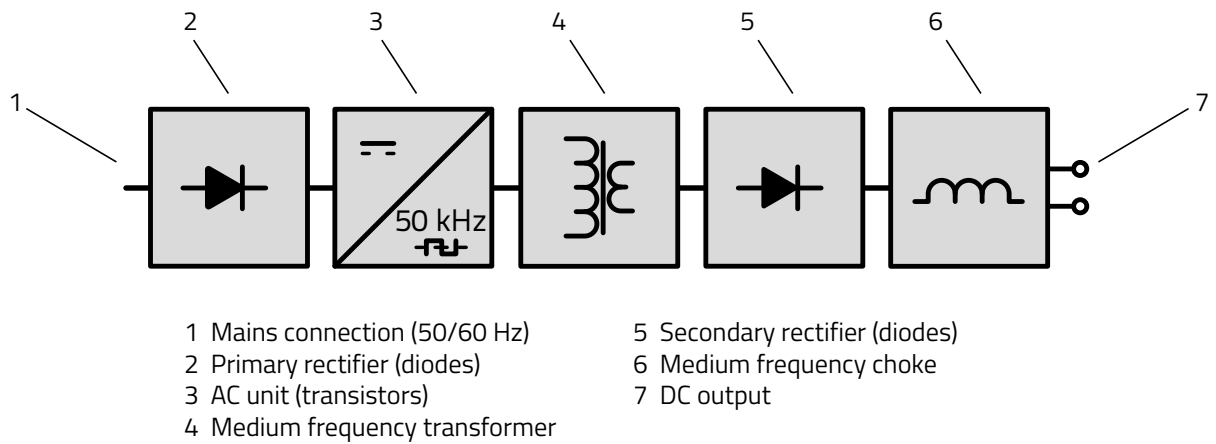 2 3 4 5 6
1 7
50 kHz
1 Mains connection (50/60 Hz)
2 Primary rectifier (diodes)
3 AC unit (transistors)
4 Medium frequency transformer
5 Secondary rectifier (diodes)
6 Medium frequency choke
7 DC output